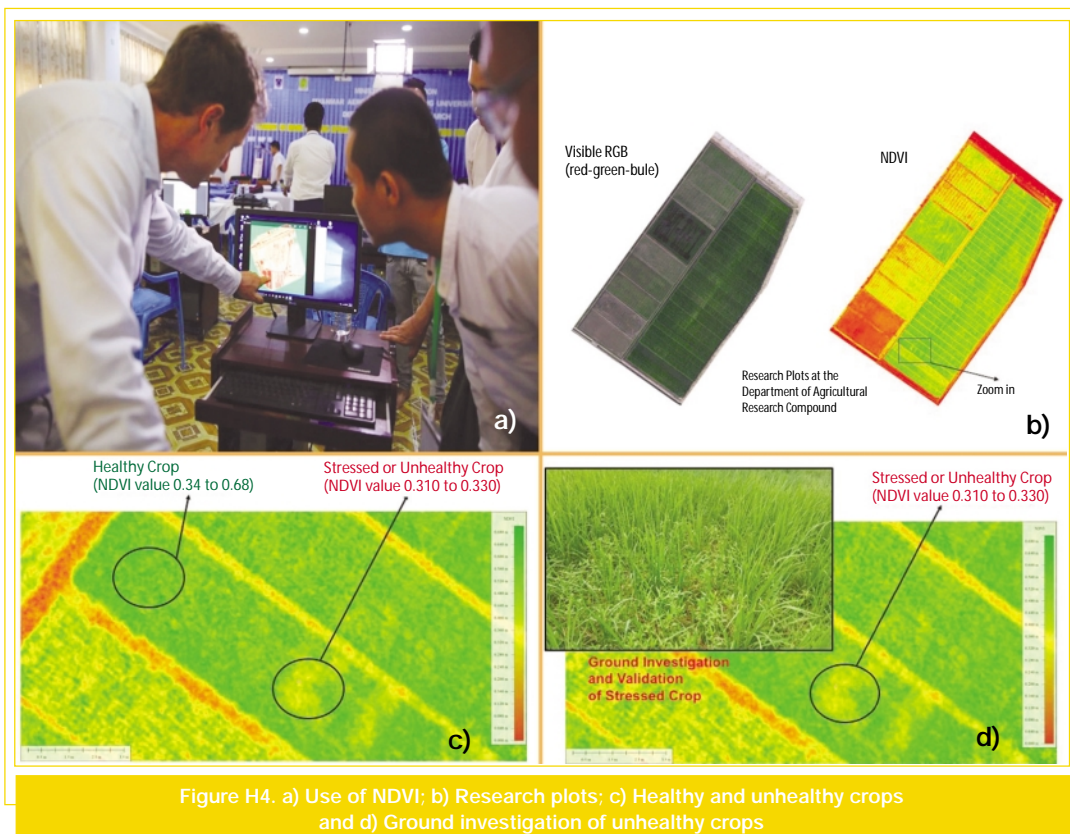 UNIVERS
RCH
a)
Visible RGB
(red-green-bule)
NDVI
Research Plots at the
Department of Agricultural
Research Compound
Zoom in
b)
Healthy Crop
(NDVI value 0.34 to 0.68)
Stressed or Unhealthy Crop
(NDVI value 0.310 to 0.330)
c)
Stressed or Unhealthy Crop
(NDVI value 0.310 to 0.330)
Ground Investigation
and Validation
of Stressed Crop
d)
Figure H4. a) Use of NDVI; b) Research plots; c) Healthy and unhealthy crops
and d) Ground investigation of unhealthy crops